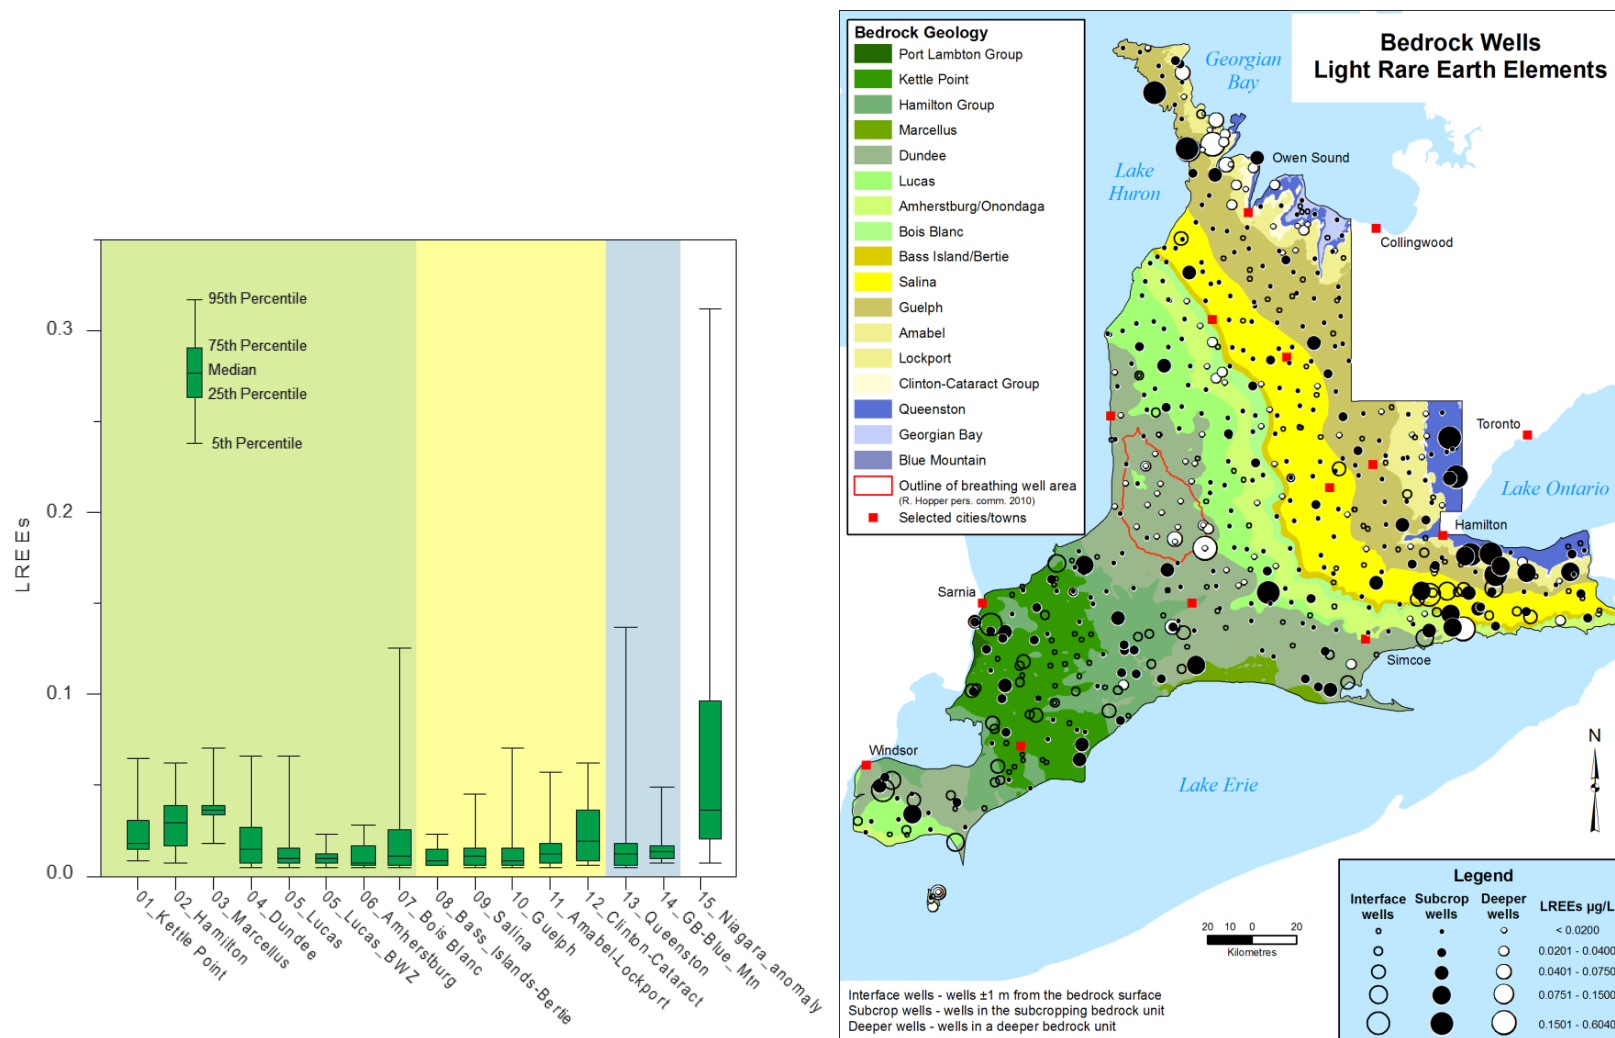 0.3
0.2
0.1
0.0
LREEs
95th Percentile
75th Percentile
Median
25th Percentile
5th Percentile
01_Kettle Point
02_Hamilton
03_Marcellus
04_Dundee
05_Lucas
05_Lucas_BWZ
06_Amhersburg
07_Bois Blanc
08_Bass_Islands-Bertie
09_Salina
10_Guelph
11_Amabel-Lockport
12_Clinton-Cataract
13_Queenston
14_GB-Blue_Mtn
15_Niagara_anomaly
Bedrock Wells
Light Rare Earth Elements
Bedrock Geology
Port Lambton Group
Kettle Point
Hamilton Group
Marcellus
Dundee
Lucas
Amherstburg/Onondaga
Bois Blanc
Bass Island/Bertie
Salina
Guelph
Amabel
Lockport
Clinton-Cataract Group
Queenston
Georgian Bay
Blue Mountain
Outline of breathing well area
(R. Hopper pers. comm. 2010)
Selected cities/towns
Georgian
Bay
Lake
Huron
Owen Sound
Collingwood
Toronto
Lake Ontario
Hamilton
Sarnia
Simcoe
Windsor
Lake Erie
N
20 10 0 20
Kilometres
Interface wells - wells ±1 m from the bedrock surface
Subcrop wells - wells in the subcropping bedrock unit
Deeper wells - wells in a deeper bedrock unit
Legend
Interface wells
Subcrop wells
Deeper wells
LREEs µg/L
< 0.0200
0.0201 - 0.0400
0.0401 - 0.0750
0.0751 - 0.1500
0.1501 - 0.6040